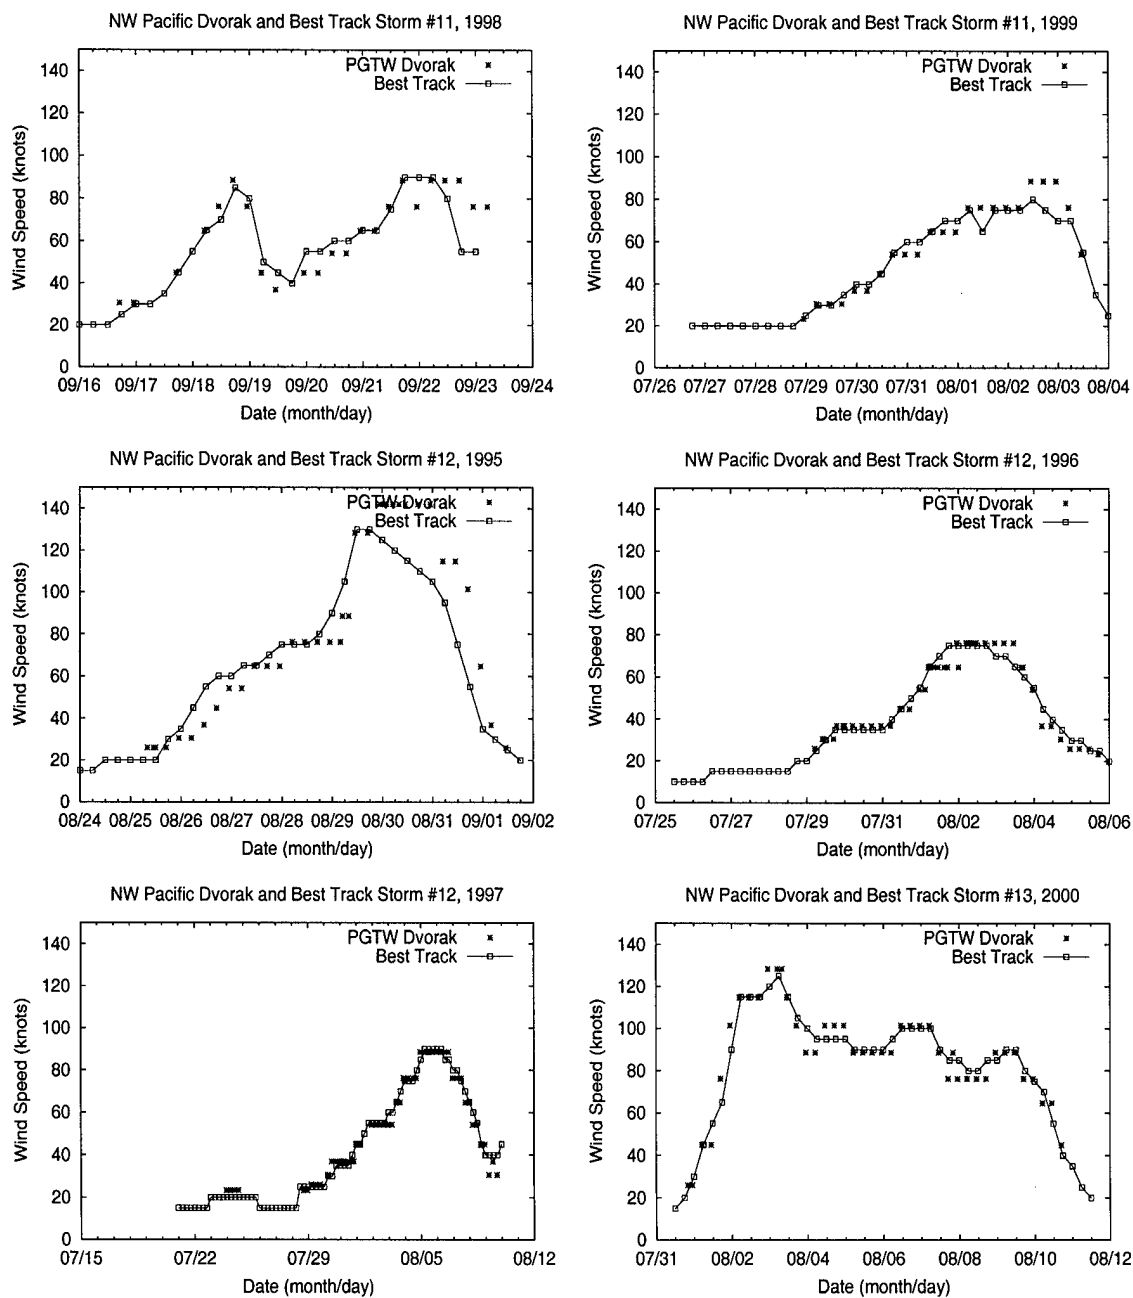 NW Pacific Dvorak and Best Track Storm #11, 1998
PGTW Dvorak
Best Track
Wind Speed (knots)
140
120
100
80
60
40
20
0
09/16 09/17 09/18 09/19 09/20 09/21 09/22 09/23 09/24
Date (month/day)
NW Pacific Dvorak and Best Track Storm #11, 1999
PGTW Dvorak
Best Track
Wind Speed (knots)
140
120
100
80
60
40
20
0
07/26 07/27 07/28 07/29 07/30 07/31 08/01 08/02 08/03 08/04
Date (month/day)
NW Pacific Dvorak and Best Track Storm #12, 1995
PGTW Dvorak
Best Track
Wind Speed (knots)
140
120
100
80
60
40
20
0
08/24 08/25 08/26 08/27 08/28 08/29 08/30 08/31 09/01 09/02
Date (month/day)
NW Pacific Dvorak and Best Track Storm #12, 1996
PGTW Dvorak
Best Track
Wind Speed (knots)
140
120
100
80
60
40
20
0
07/25 07/27 07/29 07/31 08/02 08/04 08/06
Date (month/day)
NW Pacific Dvorak and Best Track Storm #12, 1997
PGTW Dvorak
Best Track
Wind Speed (knots)
140
120
100
80
60
40
20
0
07/15 07/22 07/29 08/05 08/12
Date (month/day)
NW Pacific Dvorak and Best Track Storm #13, 2000
PGTW Dvorak
Best Track
Wind Speed (knots)
140
120
100
80
60
40
20
0
07/31 08/02 08/04 08/06 08/08 08/10 08/12
Date (month/day)